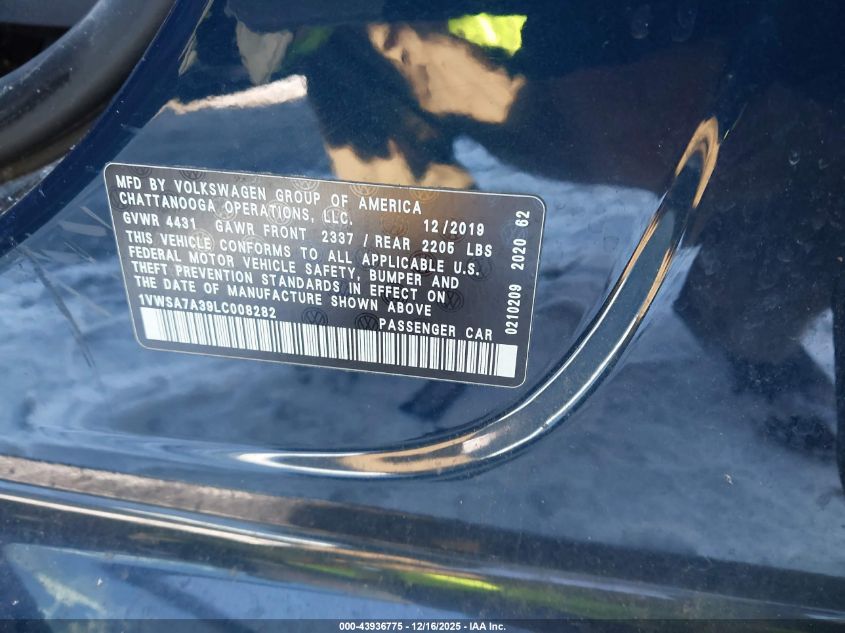 MFD BY VOLKSWAGEN GROUP OF AMERICA
CHATTANOOGA OPERATIONS, LLC. 12/2019
GVWR 4431 GAWR FRONT 2337 / REAR 2205 LBS
THIS VEHICLE CONFORMS TO ALL APPLICABLE U.S.
FEDERAL MOTOR VEHICLE SAFETY, BUMPER AND
THEFT PREVENTION STANDARDS IN EFFECT ON
THE DATE OF MANUFACTURE SHOWN ABOVE
1VWSA7A39LC008282 PASSENGER CAR
0210209 2020 62
000-43936775 - 12/16/2025 - IAA Inc.